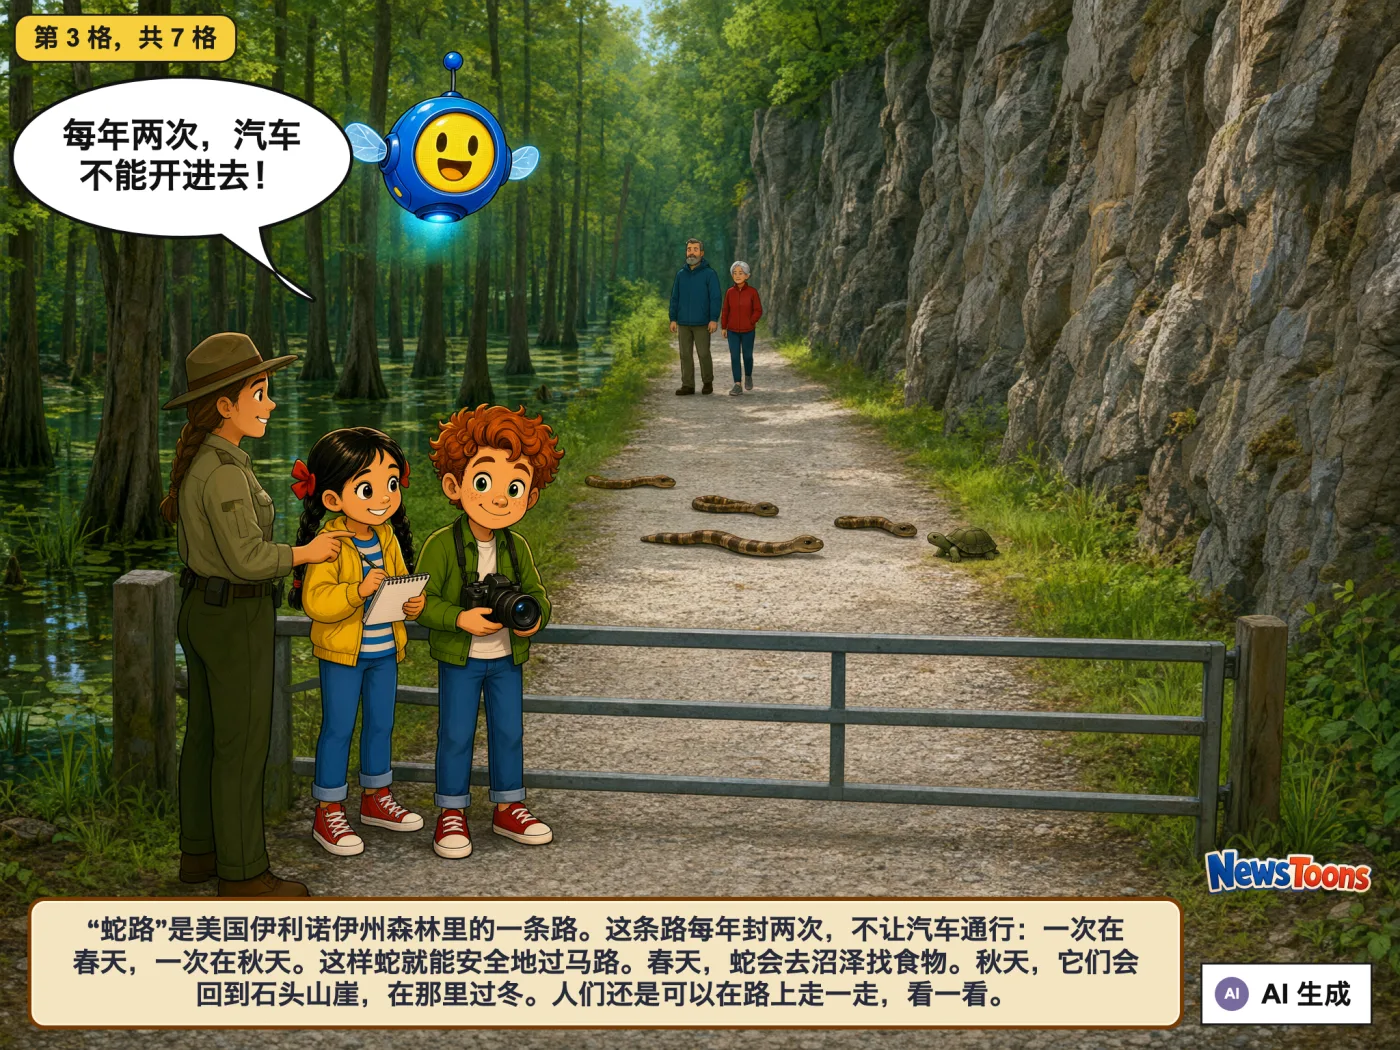 第 3 格，共 7 格
每年两次，汽车
不能开进去！
NewsToons
“蛇路”是美国伊利诺伊州森林里的一条路。这条路每年封两次，不让汽车通行：一次在
春天，一次在秋天。这样蛇就能安全地过马路。春天，蛇会去沼泽找食物。秋天，它们会
回到石头山崖，在那里过冬。人们还是可以在路上走一走，看一看。
AI AI 生成